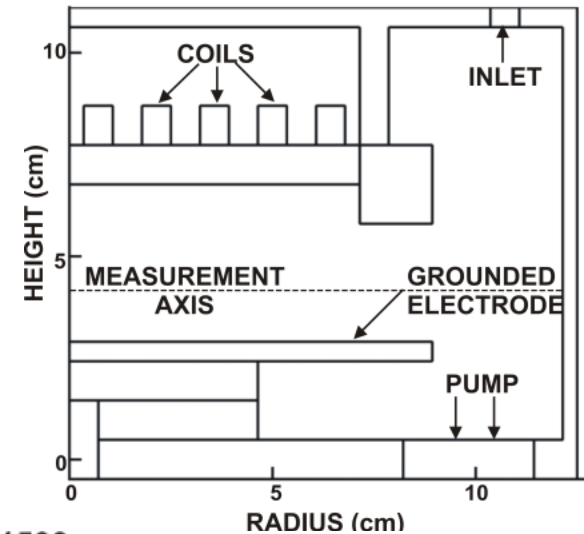 10
COILS
INLET
HEIGHT (cm)
5
MEASUREMENT
AXIS
GROUNDED
ELECTRODE
PUMP
0
0
5
10
RADIUS (cm)